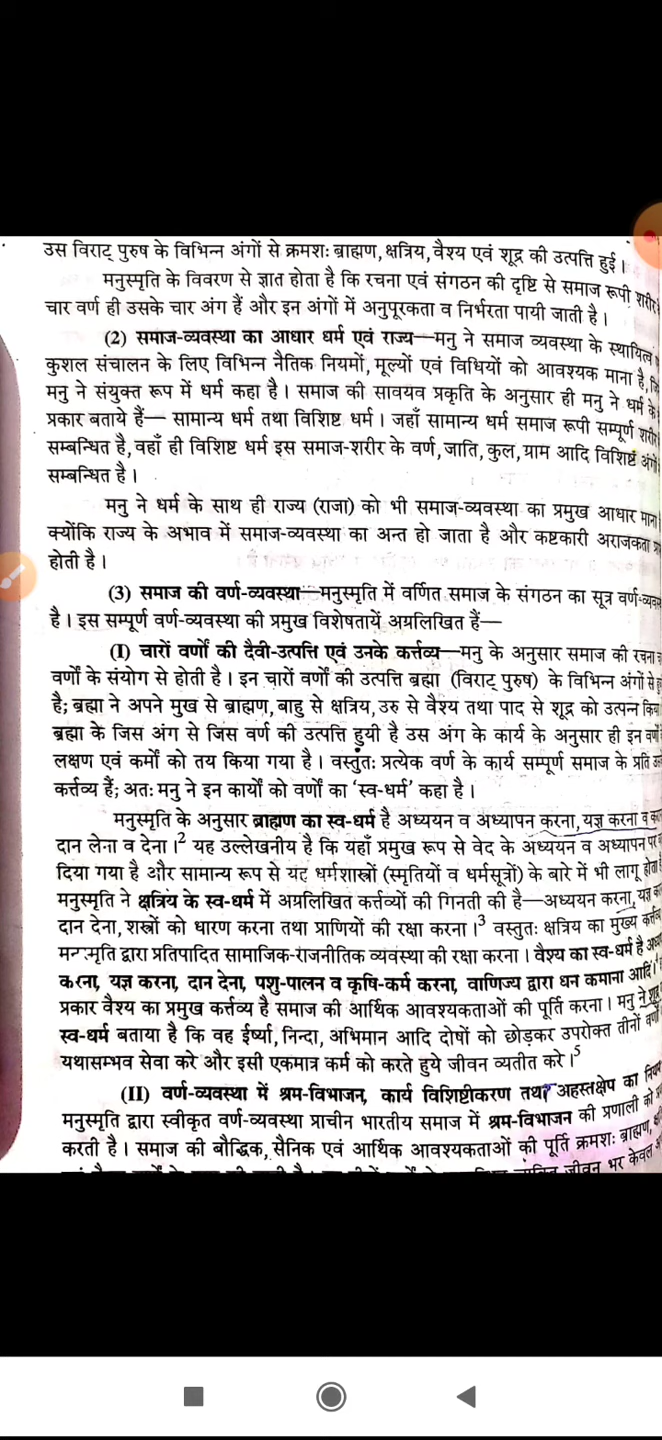 उस विराट् पुरुष के विभिन्न अंगों से क्रमशः ब्राह्मण, क्षत्रिय, वैश्य एवं शूद्र की उत्पत्ति हुई।
मनुस्मृति के विवरण से ज्ञात होता है कि रचना एवं संगठन की दृष्टि से समाज रूपी शरीर
चार वर्ण ही उसके चार अंग हैं और इन अंगों में अनुपूरकता व निर्भरता पायी जाती है।
(2) समाज-व्यवस्था का आधार धर्म एवं राज्य—मनु ने समाज व्यवस्था के स्थायित्व
कुशल संचालन के लिए विभिन्न नैतिक नियमों, मूल्यों एवं विधियों को आवश्यक माना है,
मनु ने संयुक्त रूप में धर्म कहा है। समाज की सावयव प्रकृति के अनुसार ही मनु ने धर्म के
प्रकार बताये हैं— सामान्य धर्म तथा विशिष्ट धर्म। जहाँ सामान्य धर्म समाज रूपी सम्पूर्ण शरीर
सम्बन्धित है, वहाँ ही विशिष्ट धर्म इस समाज-शरीर के वर्ण, जाति, कुल, ग्राम आदि विशिष्ट अंगों
सम्बन्धित है।
मनु ने धर्म के साथ ही राज्य (राजा) को भी समाज-व्यवस्था का प्रमुख आधार माना
क्योंकि राज्य के अभाव में समाज-व्यवस्था का अन्त हो जाता है और कष्टकारी अराजकता
होती है।
(3) समाज की वर्ण-व्यवस्था—मनुस्मृति में वर्णित समाज के संगठन का सूत्र
है। इस सम्पूर्ण वर्ण-व्यवस्था की प्रमुख विशेषतायें अग्रलिखित हैं—
(I) चारों वर्णों की दैवी-उत्पत्ति एवं उनके कर्त्तव्य—मनु के अनुसार समाज की रचना
वर्णों के संयोग से होती है। इन चारों वर्णों की उत्पत्ति ब्रह्मा (विराट् पुरुष) के विभिन्न अंगों से
है; ब्रह्मा ने अपने मुख से ब्राह्मण, बाहु से क्षत्रिय, उरु से वैश्य तथा पाद से शूद्र को उत्पन्न
ब्रह्मा के जिस अंग से जिस वर्ण की उत्पत्ति हुयी है उस अंग के कार्य के अनुसार ही इन
लक्षण एवं कर्मों को तय किया गया है। वस्तुतः प्रत्येक वर्ण के कार्य सम्पूर्ण समाज के प्रति
कर्त्तव्य हैं; अतः मनु ने इन कार्यों को वर्णों का ‘स्व-धर्म’ कहा है।
मनुस्मृति के अनुसार ब्राह्मण का स्व-धर्म है अध्ययन व अध्यापन करना, यज्ञ करना व
दान लेना व देना।2 यह उल्लेखनीय है कि यहाँ प्रमुख रूप से वेद के अध्ययन व अध्यापन पर
दिया गया है और सामान्य रूप से यह धर्मशास्त्रों (स्मृतियों व धर्मसूत्रों) के बारे में भी लागू होता
मनुस्मृति ने क्षत्रिय के स्व-धर्म में अग्रलिखित कर्त्तव्यों की गिनती की है—अध्ययन करना, यज्ञ
दान देना, शस्त्रों को धारण करना तथा प्राणियों की रक्षा करना।3 वस्तुतः क्षत्रिय का मुख्य
द्वारा प्रतिपादित सामाजिक-राजनीतिक व्यवस्था की रक्षा करना। वैश्य का स्व-धर्म है
करना, यज्ञ करना, दान देना, पशु-पालन व कृषि-कर्म करना, वाणिज्य द्वारा धन कमाना आदि।
प्रकार वैश्य का प्रमुख कर्त्तव्य है समाज की आर्थिक आवश्यकताओं की पूर्ति करना। मनु ने
स्व-धर्म बताया है कि वह ईर्ष्या, निन्दा, अभिमान आदि दोषों को छोड़कर उपरोक्त तीनों वर्णों
यथासम्भव सेवा करे और इसी एकमात्र कर्म को करते हुये जीवन व्यतीत करे।5
(II) वर्ण-व्यवस्था में श्रम-विभाजन, कार्य विशिष्टीकरण तथा अहस्तक्षेप का
मनुस्मृति द्वारा स्वीकृत वर्ण-व्यवस्था प्राचीन भारतीय समाज में श्रम-विभाजन की प्रणाली को
करती है। समाज की बौद्धिक, सैनिक एवं आर्थिक आवश्यकताओं की पूर्ति क्रमशः ब्राह्मण,
जीवन भर केवल